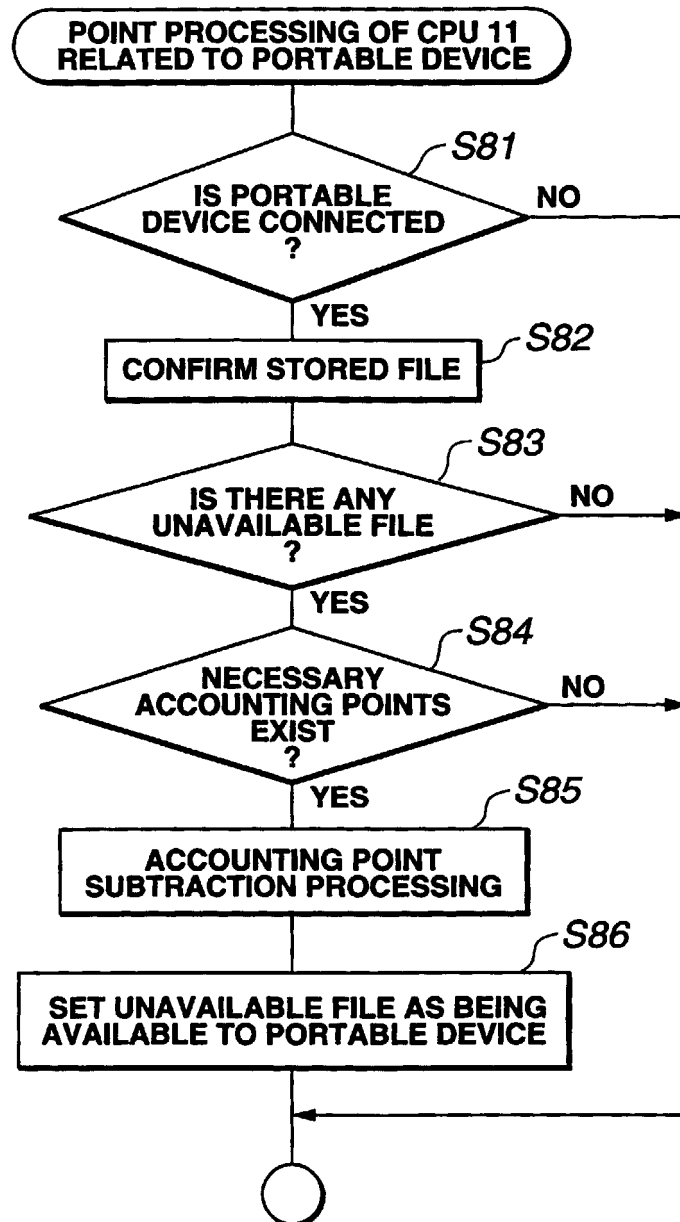 POINT PROCESSING OF CPU 11
RELATED TO PORTABLE DEVICE
S81
IS PORTABLE
DEVICE CONNECTED
?
NO
YES
S82
CONFIRM STORED FILE
S83
IS THERE ANY
UNAVAILABLE FILE
?
NO
YES
S84
NECESSARY
ACCOUNTING POINTS
EXIST
?
NO
YES
S85
ACCOUNTING POINT
SUBTRACTION PROCESSING
S86
SET UNAVAILABLE FILE AS BEING
AVAILABLE TO PORTABLE DEVICE